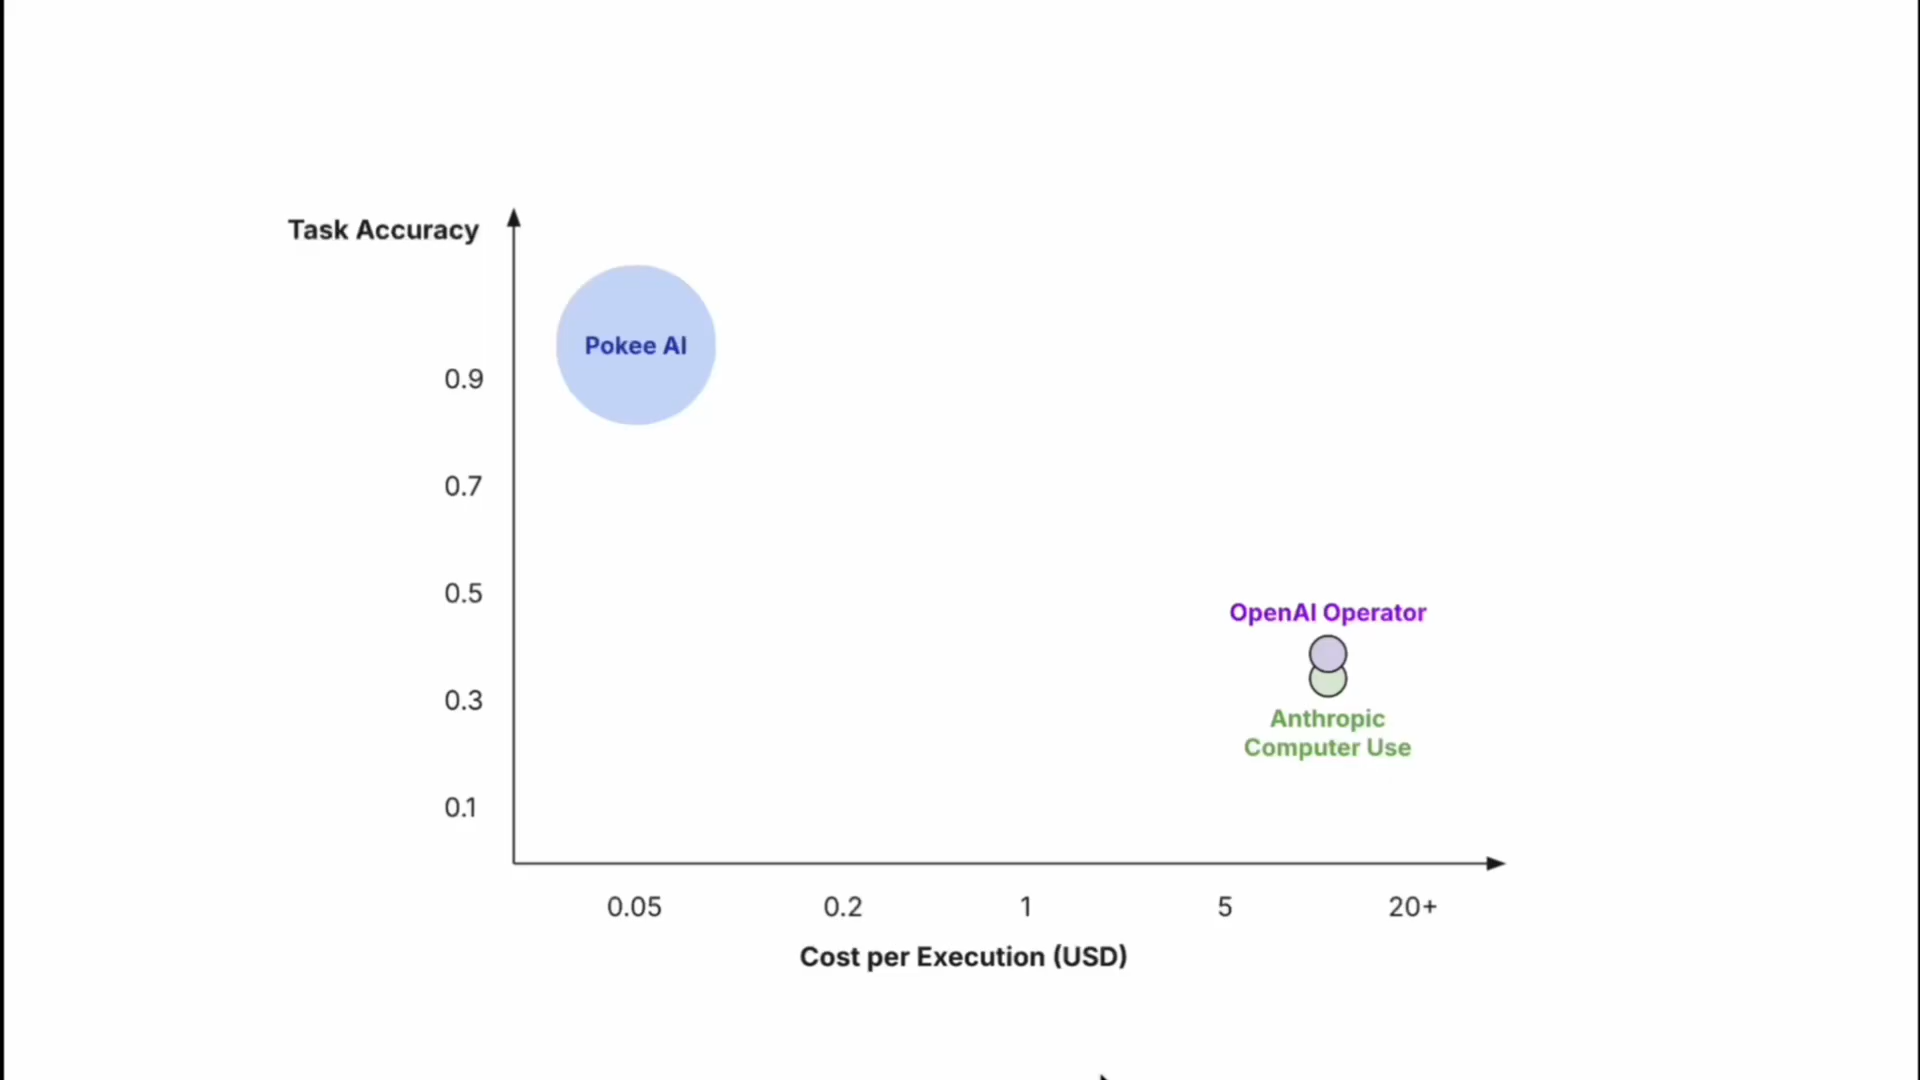 Task Accuracy
Pokee AI
0.9
0.7
0.5
OpenAI Operator
0.3
Anthropic
Computer Use
0.1
0.05
0.2
1
5
20+
Cost per Execution (USD)